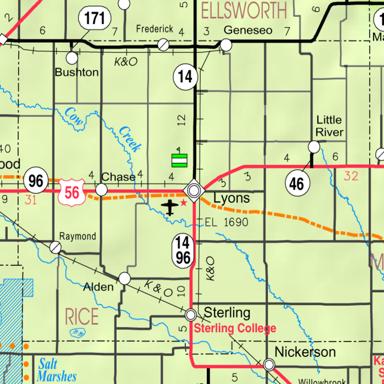 ELLSWORTH
171
Frederick
Geneseo
6
7
4
3
6
7
K&O
Bushton
14
Cow
Creek
12
Little
River
40
4
ood
96
Chase
4
4
4
6
5
3
46
32
9
31
56
Lyons
EL 1690
Raymond
14
96
K&O
Alden
K&O
10
RICE
Sterling
Sterling College
5
Nickerson
Salt
Marshes
5
Willowbrook